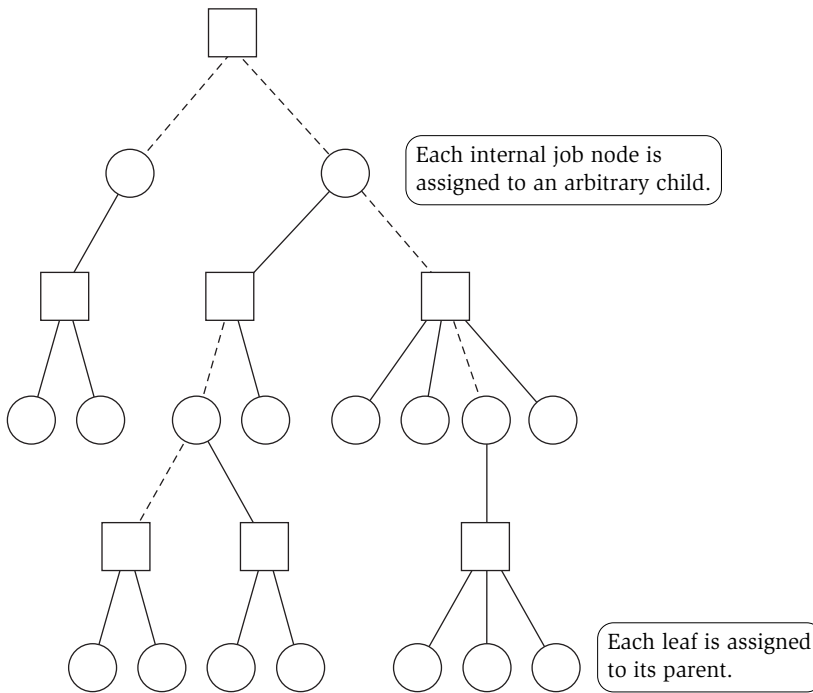 Each internal job node is
assigned to an arbitrary child.
Each leaf is assigned
to its parent.